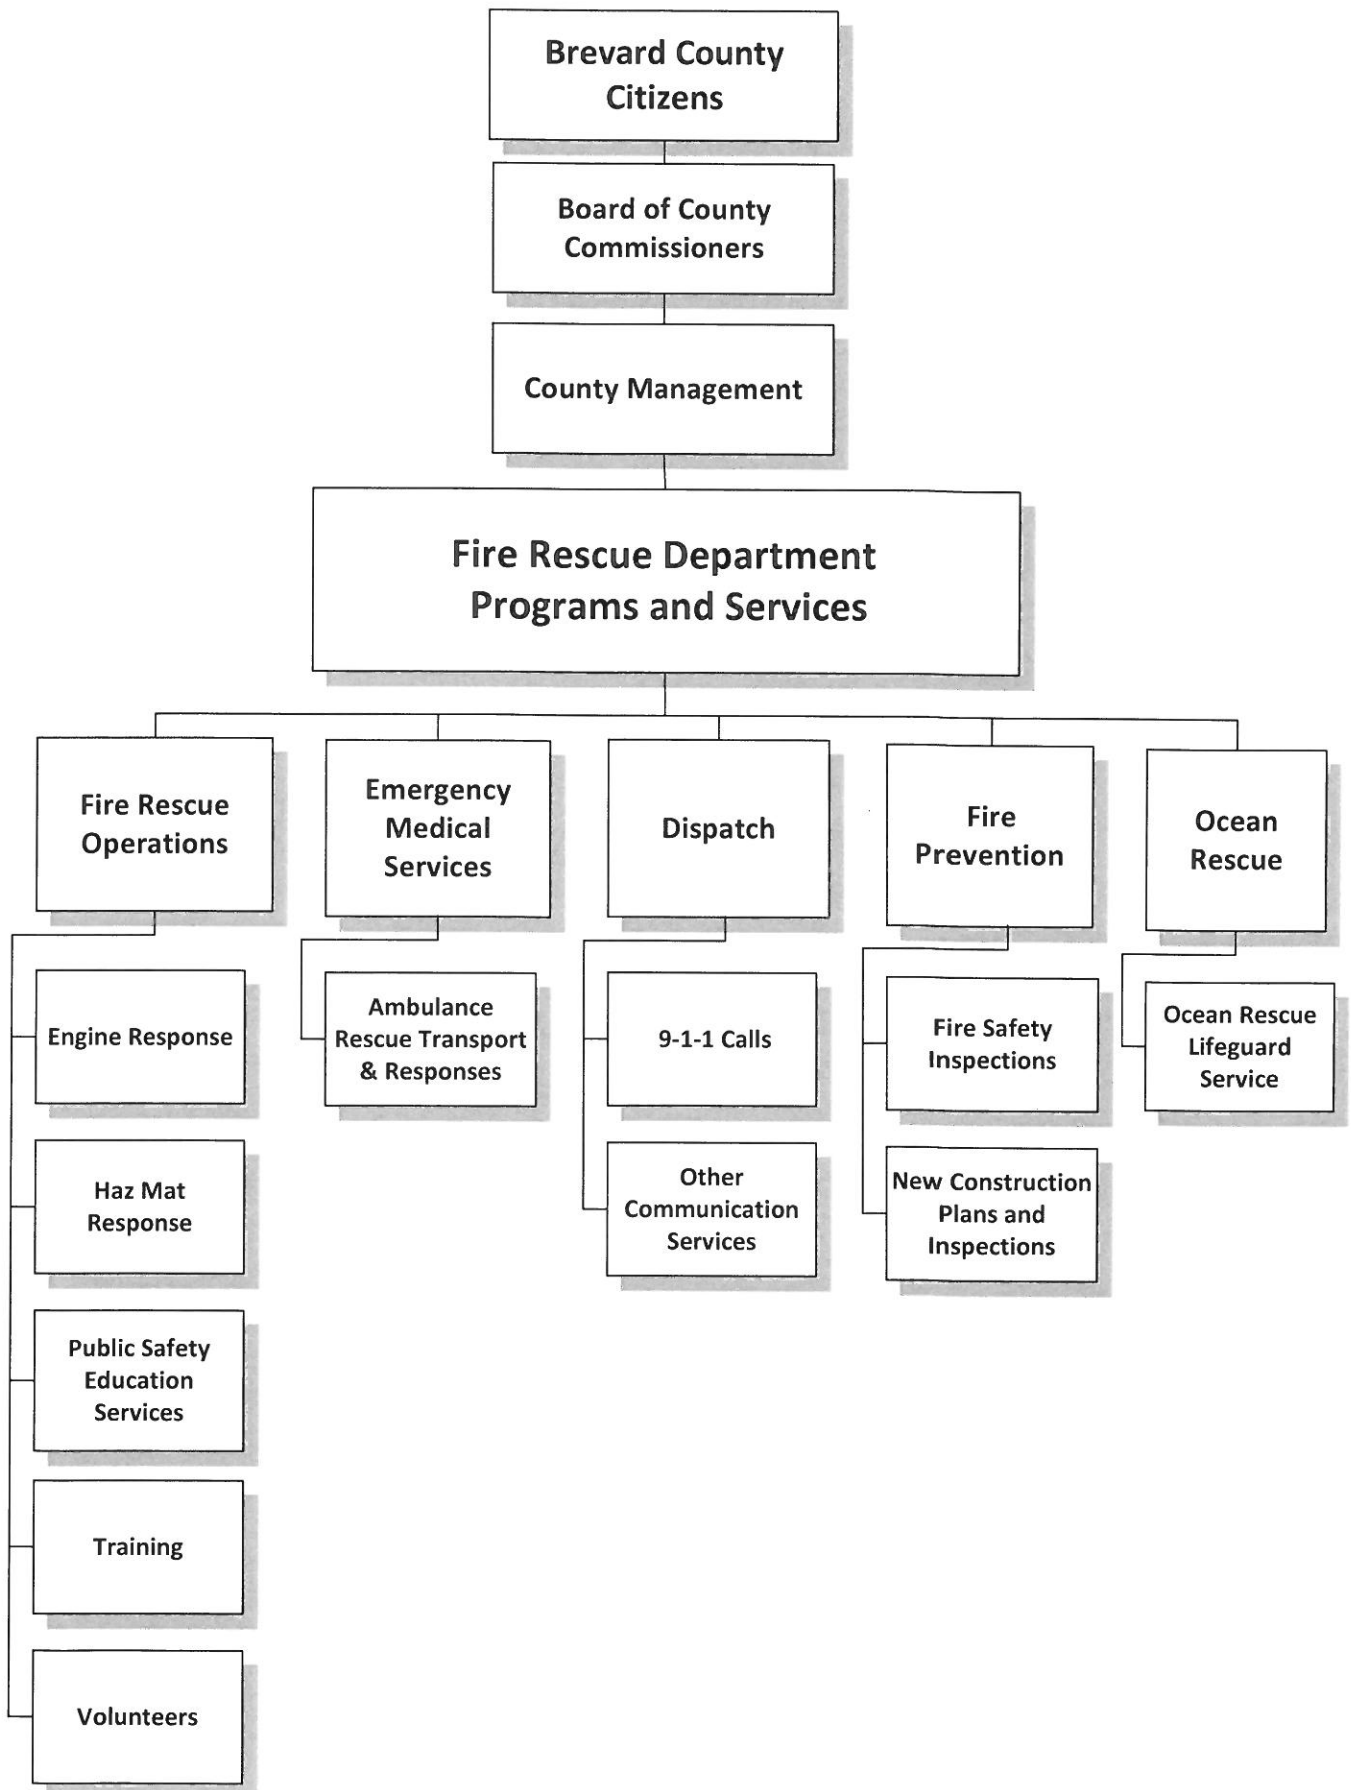 Brevard County
Citizens
Board of County
Commissioners
County Management
Fire Rescue Department
Programs and Services
Fire Rescue
Operations
Emergency
Medical
Services
Dispatch
Fire
Prevention
Ocean
Rescue
Engine Response
Ambulance
Rescue Transport
& Responses
9-1-1 Calls
Fire Safety
Inspections
Ocean Rescue
Lifeguard
Service
Haz Mat
Response
Other
Communication
Services
New Construction
Plans and
Inspections
Public Safety
Education
Services
Training
Volunteers